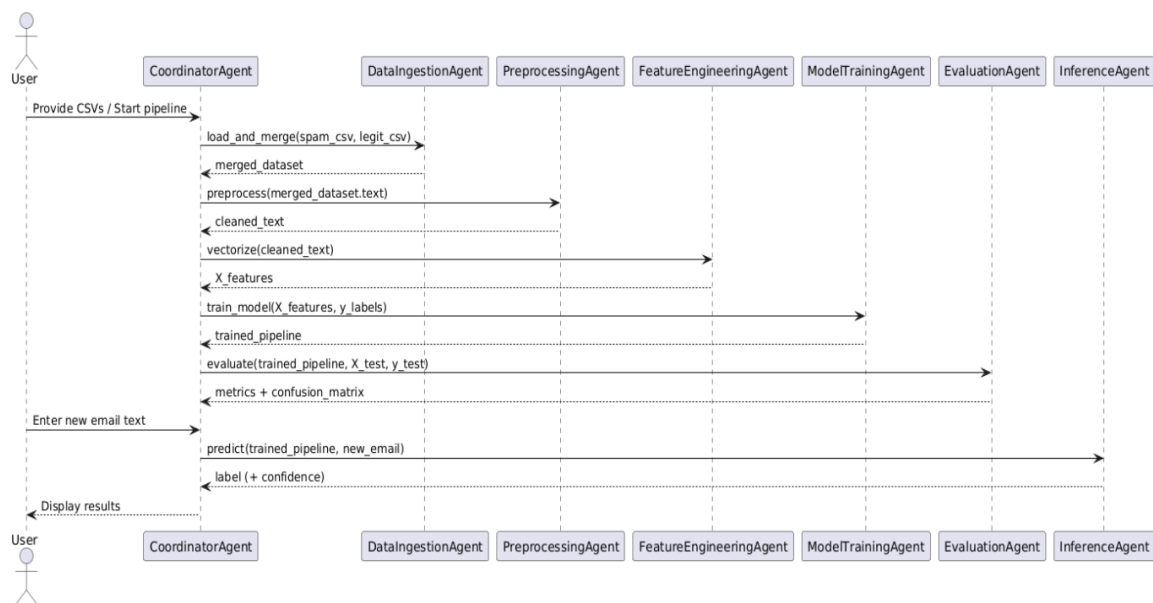 User
CoordinatorAgent DataIngestionAgent PreprocessingAgent FeatureEngineeringAgent ModelTrainingAgent EvaluationAgent InferenceAgent
Provide CSVs / Start pipeline
load_and_merge(spam_csv, legit_csv)
merged_dataset
preprocess(merged_dataset.text)
cleaned_text
vectorize(cleaned_text)
X_features
train_model(X_features, y_labels)
trained_pipeline
evaluate(trained_pipeline, X_test, y_test)
metrics + confusion_matrix
Enter new email text
predict(trained_pipeline, new_email)
label (+ confidence)
Display results
User
CoordinatorAgent DataIngestionAgent PreprocessingAgent FeatureEngineeringAgent ModelTrainingAgent EvaluationAgent InferenceAgent